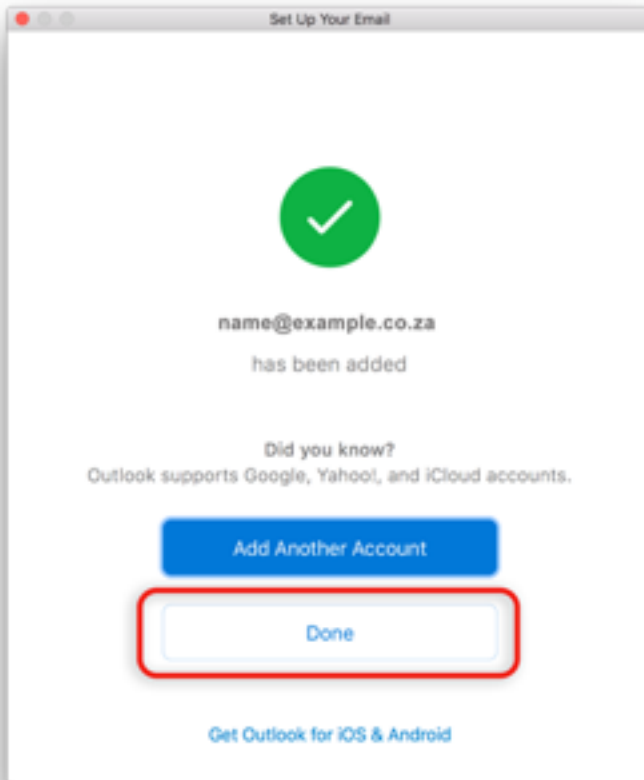 Set Up Your Email
name@example.co.za
has been added
Did you know?
Outlook supports Google, Yahoo!, and iCloud accounts.
Add Another Account
Done
Get Outlook for iOS & Android